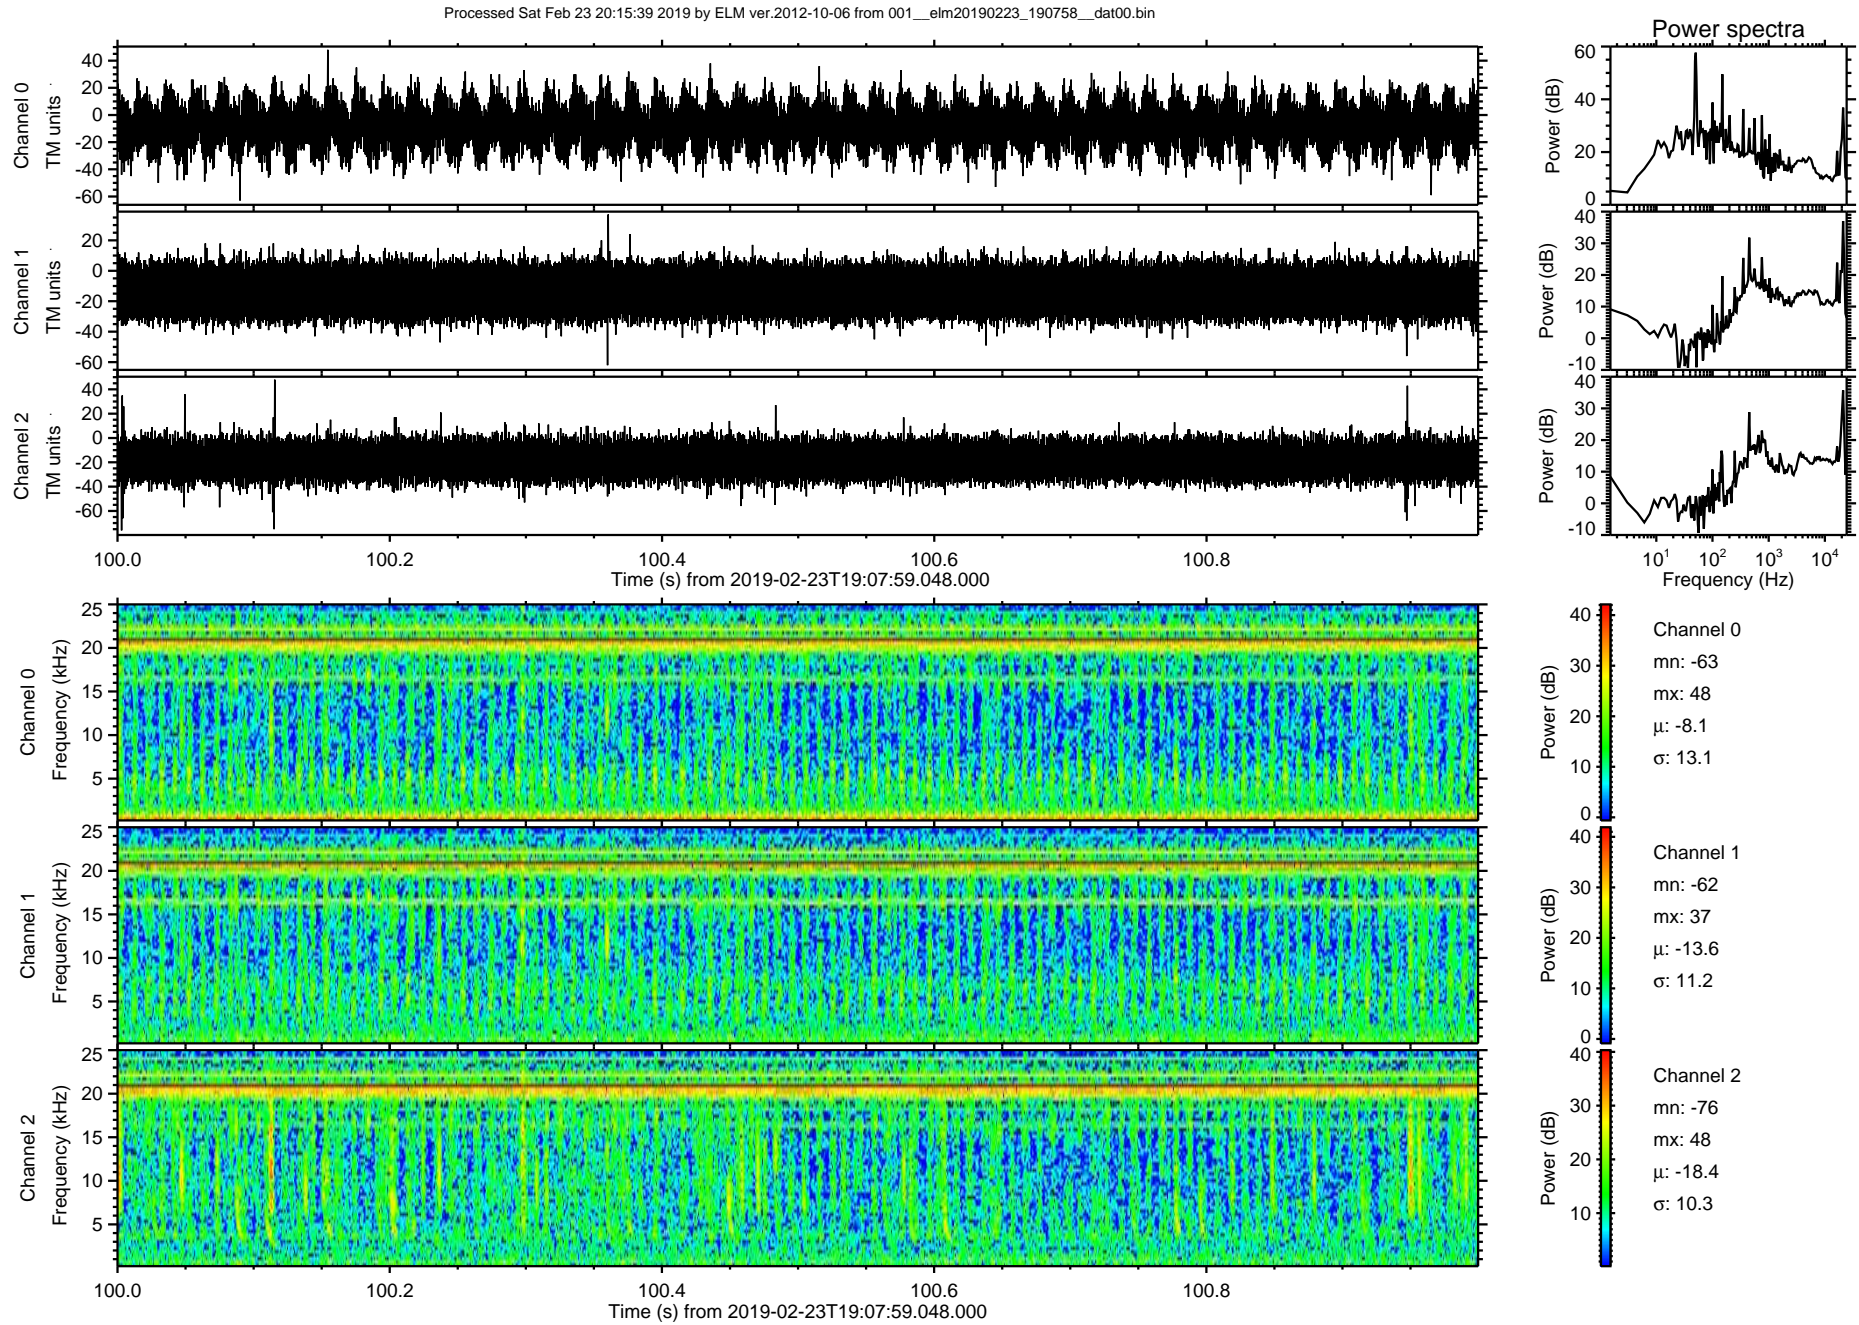 Processed Sat Feb 23 20:15:39 2019 by ELM ver.2012-10-06 from 001__elm20190223_190758__dat00.bin
Power spectra
Channel 0
TM units
40
20
0
-20
-40
-60
Power (dB)
60
40
20
0
Channel 1
TM units
20
0
-20
-40
-60
Power (dB)
40
30
20
10
0
-10
Channel 2
TM units
40
20
0
-20
-40
-60
Power (dB)
40
30
20
10
0
-10
100.0 100.2 100.4 100.6 100.8
Time (s) from 2019-02-23T19:07:59.048.000
10¹ 10² 10³ 10⁴
Frequency (Hz)
Channel 0
Frequency (kHz)
25
20
15
10
5
Power (dB)
40
30
20
10
0
Channel 0
mn: -63
mx: 48
μ: -8.1
σ: 13.1
Channel 1
Frequency (kHz)
25
20
15
10
5
Power (dB)
40
30
20
10
0
Channel 1
mn: -62
mx: 37
μ: -13.6
σ: 11.2
Channel 2
Frequency (kHz)
25
20
15
10
5
Power (dB)
40
30
20
10
Channel 2
mn: -76
mx: 48
μ: -18.4
σ: 10.3
100.0 100.2 100.4 100.6 100.8
Time (s) from 2019-02-23T19:07:59.048.000